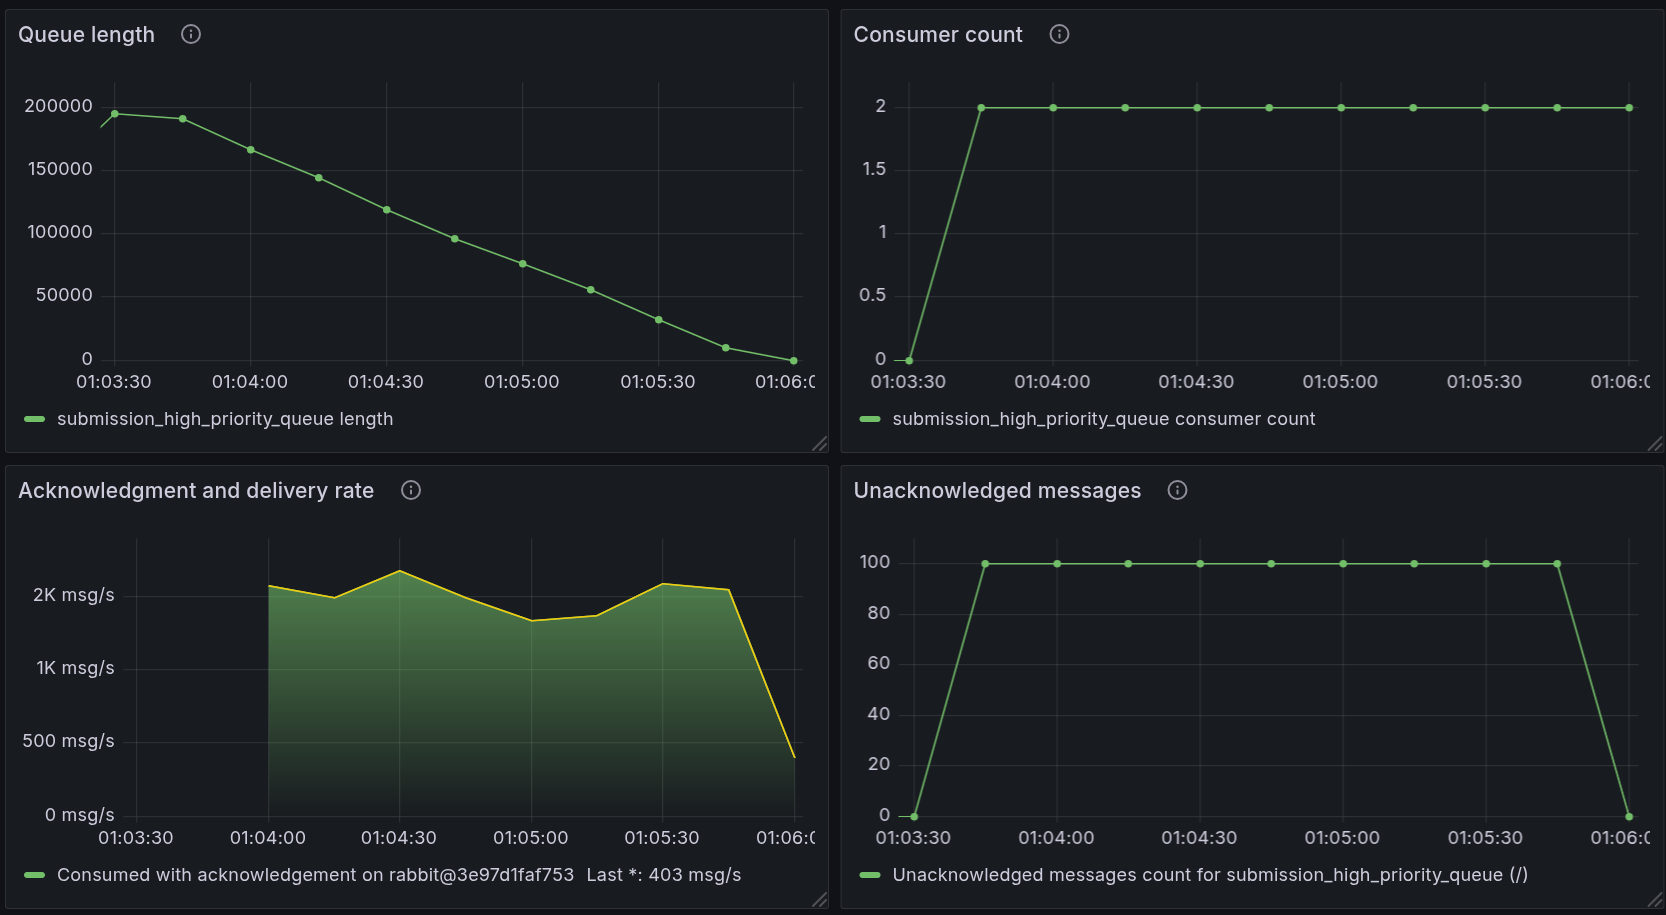 Queue length
200000
150000
100000
50000
0
01:03:30 01:04:00 01:04:30 01:05:00 01:05:30 01:06:0
submission_high_priority_queue length
Consumer count
2
1.5
1
0.5
0
01:03:30 01:04:00 01:04:30 01:05:00 01:05:30 01:06:0
submission_high_priority_queue consumer count
Acknowledgment and delivery rate
2K msg/s
1K msg/s
500 msg/s
0 msg/s
01:03:30 01:04:00 01:04:30 01:05:00 01:05:30 01:06:0
Consumed with acknowledgement on rabbit@3e97d1faf753 Last *: 403 msg/s
Unacknowledged messages
100
80
60
40
20
0
01:03:30 01:04:00 01:04:30 01:05:00 01:05:30 01:06:0
Unacknowledged messages count for submission_high_priority_queue (/)